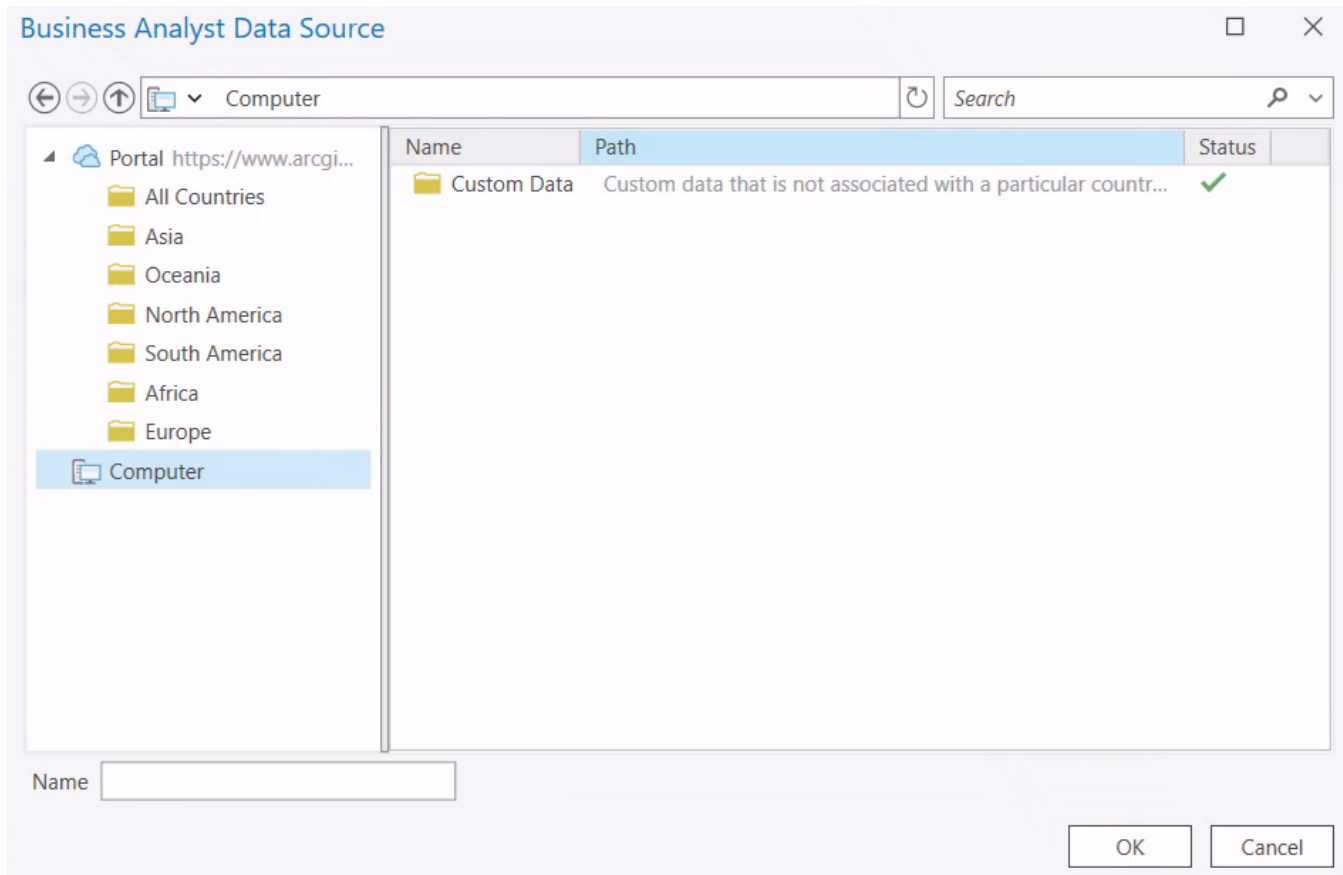 Business Analyst Data Source
Computer
Search
Portal https://www.arcgi...
All Countries
Asia
Oceania
North America
South America
Africa
Europe
Computer
Name Path Status
Custom Data Custom data that is not associated with a particular countr...
Name
OK Cancel